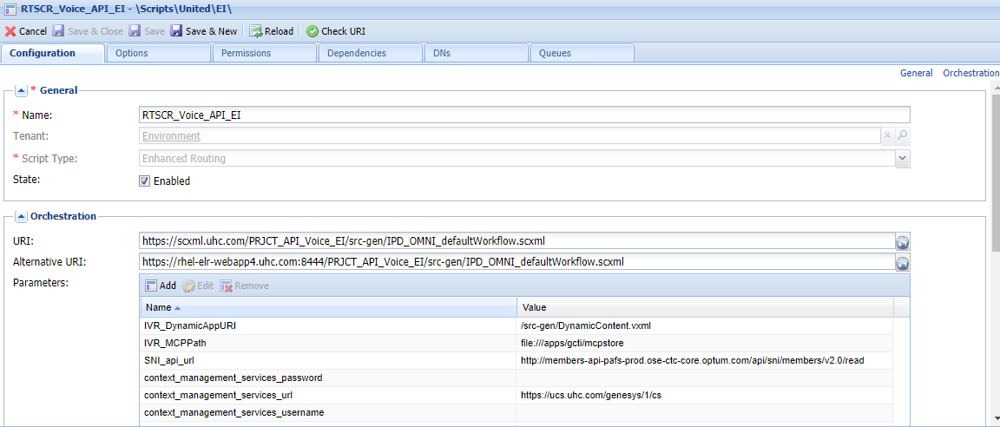 RTSCR_Voice_API_EI - \Scripts\United\EI\
Cancel Save & Close Save Save & New Reload Check URI
Configuration Options Permissions Dependencies DNs Queues
General Orchestration
* General
* Name: RTSCR_Voice_API_EI
Tenant: Environment
* Script Type: Enhanced Routing
State: Enabled
Orchestration
URI: https://scxml.uhc.com/PRJCT_API_Voice_EI/src-gen/IPD_OMNI_defaultWorkflow.scxml
Alternative URI: https://rhel-elr-webapp4.uhc.com:8444/PRJCT_API_Voice_EI/src-gen/IPD_OMNI_defaultWorkflow.scxml
Parameters: Add Edit Remove
Name Value
IVR_DynamicAppURI /src-gen/DynamicContent.vxml
IVR_MCPPath file:///apps/gcti/mcpstore
SNI_api_url http://members-api-pafs-prod.ose-ctc-core.optum.com/api/sni/members/v2.0/read
context_management_services_password
context_management_services_url https://ucs.uhc.com/genesys/1/cs
context_management_services_username